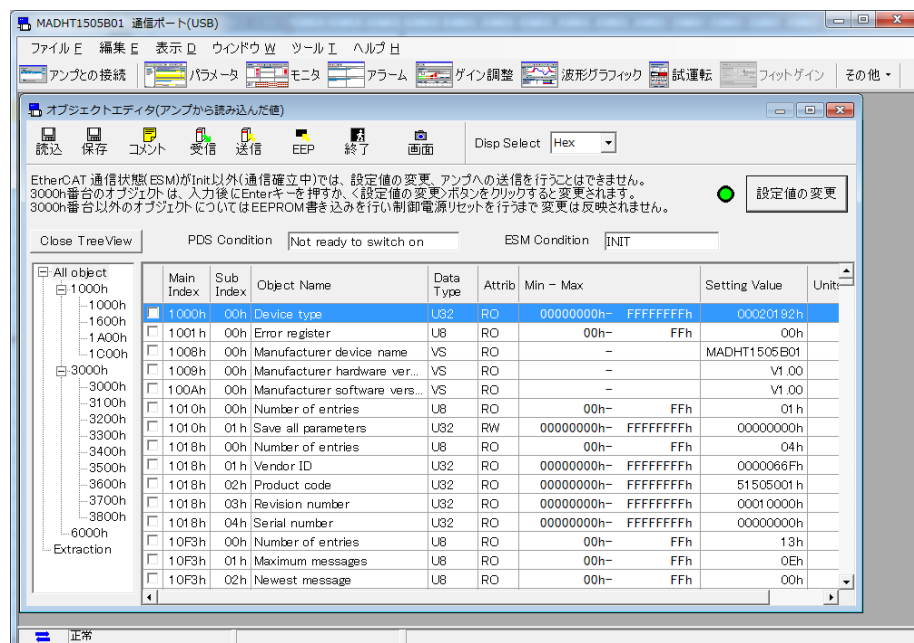 MADHT1505B01 通信ポート(USB)
ファイル F 編集 E 表示 D ウインドウ W ツール T ヘルプ H
アンプとの接続 パラメータ モニタ アラーム ゲイン調整 波形グラフィック 試運転 フィットゲイン その他
オブジェクトエディタ(アンプから読み込んだ値)
読込 保存 コメント 受信 送信 EEP 終了 画面 Disp Select Hex
EtherCAT 通信状態(ESM)がInit以外(通信確立中)では、設定値の変更、アンプへの送信を行うことはできません。
3000h番台のオブジェクトは、入力後にEnterキーを押すか、<設定値の変更>ボタンをクリックすると変更されます。
3000h番台以外のオブジェクトについてはEEPROM書き込みを行い制御電源リセットを行うまで変更は反映されません。
設定値の変更
Close TreeView PDS Condition Not ready to switch on ESM Condition INIT
All object
1000h
1000h
1600h
1A00h
1C00h
3000h
3000h
3100h
3200h
3300h
3400h
3500h
3600h
3700h
3800h
6000h
Extraction
Main Index Sub Index Object Name Data Type Attrib Min - Max Setting Value Units
1000h 00h Device type U32 RO 00000000h- FFFFFFFFh 00020192h
1001h 00h Error register U8 RO 00h- FFh 00h
1008h 00h Manufacturer device name VS RO - MADHT1505B01
1009h 00h Manufacturer hardware ver... VS RO - V1.00
100Ah 00h Manufacturer software vers... VS RO - V1.00
1010h 00h Number of entries U8 RO 00h- FFh 01h
1010h 01h Save all parameters U32 RW 00000000h- FFFFFFFFh 00000000h
1018h 00h Number of entries U8 RO 00h- FFh 04h
1018h 01h Vendor ID U32 RO 00000000h- FFFFFFFFh 0000066Fh
1018h 02h Product code U32 RO 00000000h- FFFFFFFFh 51505001h
1018h 03h Revision number U32 RO 00000000h- FFFFFFFFh 00010000h
1018h 04h Serial number U32 RO 00000000h- FFFFFFFFh 00000000h
10F3h 00h Number of entries U8 RO 00h- FFh 13h
10F3h 01h Maximum messages U8 RO 00h- FFh 0Eh
10F3h 02h Newest message U8 RO 00h- FFh 00h
正常